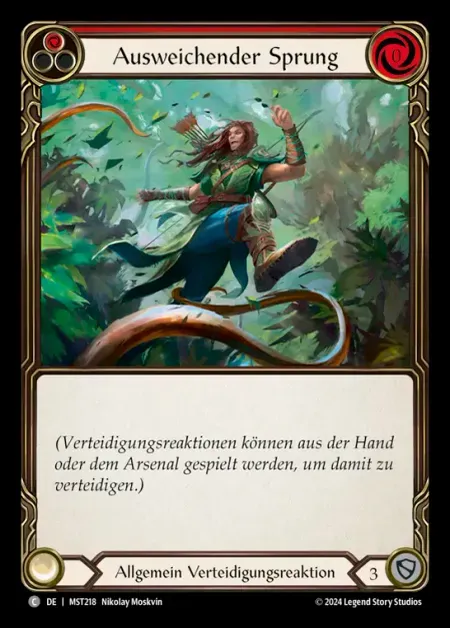 Ausweichender Sprung
0
(Verteidigungsreaktionen können aus der Hand
oder dem Arsenal gespielt werden, um damit zu
verteidigen.)
Allgemein Verteidigungsreaktion
3
C DE | MST218 Nikolay Moskvin
© 2024 Legend Story Studios